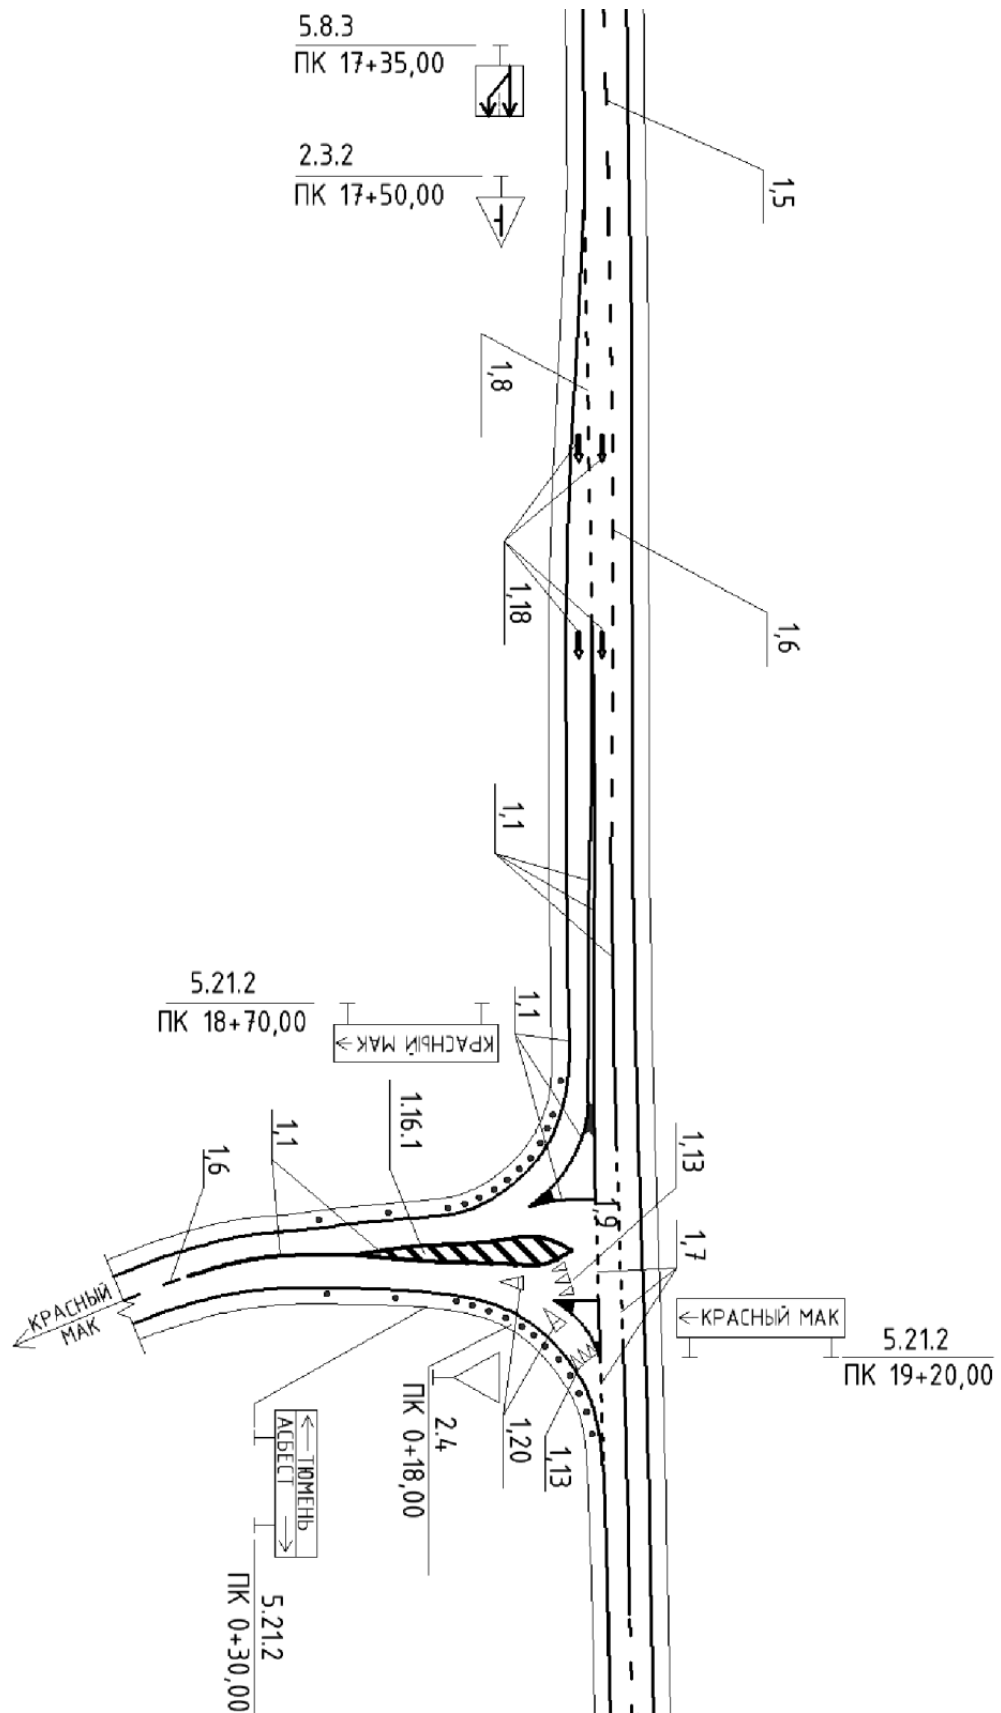 5.8.3
ПК 17+35,00
2.3.2
ПК 17+50,00
1,5
1,8
1,18
1,6
1,1
5.21.2
ПК 18+70,00
КРАСНЫЙ МАК
1,1
1.16.1
1,1
1,6
1,13
1,9
1,7
КРАСНЫЙ
МАК
КРАСНЫЙ МАК
5.21.2
ПК 19+20,00
2.4
ПК 0+18,00
1,20
1,13
ТЮМЕНЬ
АСБЕСТ
5.21.2
ПК 0+30,00